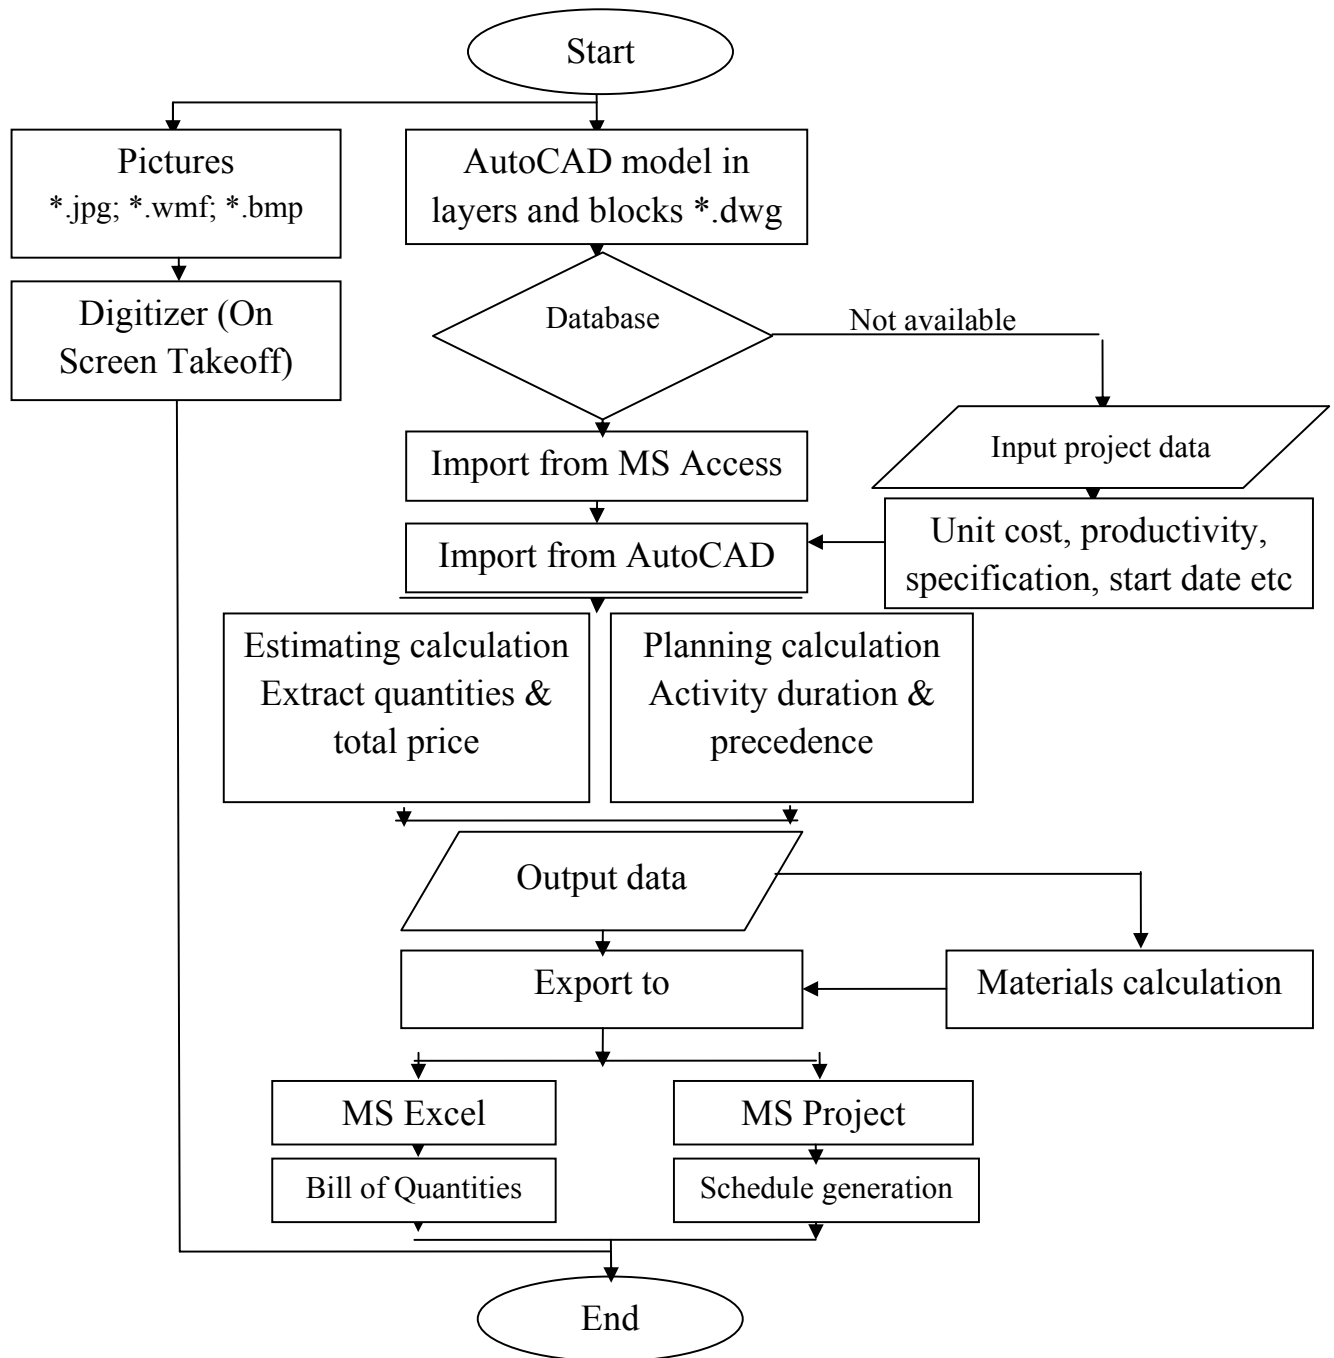 Start
Pictures
*.jpg; *.wmf; *.bmp
AutoCAD model in
layers and blocks *.dwg
Digitizer (On
Screen Takeoff)
Database
Not available
Input project data
Import from MS Access
Unit cost, productivity,
specification, start date etc
Import from AutoCAD
Estimating calculation
Extract quantities &
total price
Planning calculation
Activity duration &
precedence
Output data
Export to
Materials calculation
MS Excel
MS Project
Bill of Quantities
Schedule generation
End